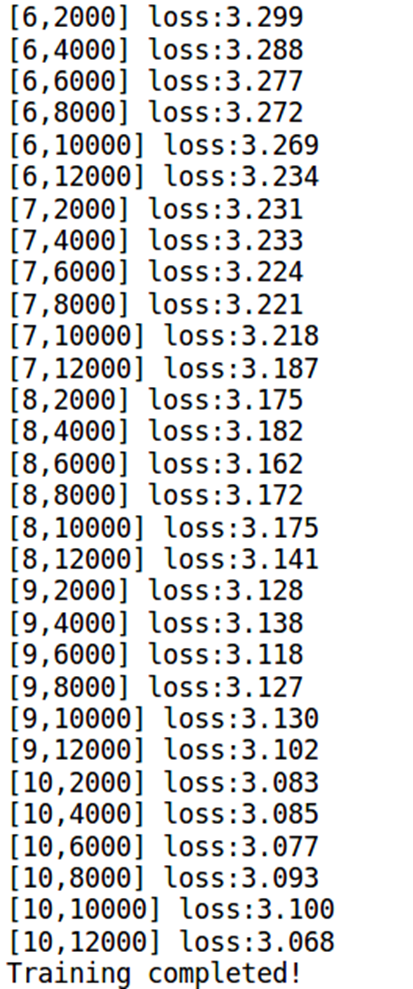 [6,2000] loss:3.299
[6,4000] loss:3.288
[6,6000] loss:3.277
[6,8000] loss:3.272
[6,10000] loss:3.269
[6,12000] loss:3.234
[7,2000] loss:3.231
[7,4000] loss:3.233
[7,6000] loss:3.224
[7,8000] loss:3.221
[7,10000] loss:3.218
[7,12000] loss:3.187
[8,2000] loss:3.175
[8,4000] loss:3.182
[8,6000] loss:3.162
[8,8000] loss:3.172
[8,10000] loss:3.175
[8,12000] loss:3.141
[9,2000] loss:3.128
[9,4000] loss:3.138
[9,6000] loss:3.118
[9,8000] loss:3.127
[9,10000] loss:3.130
[9,12000] loss:3.102
[10,2000] loss:3.083
[10,4000] loss:3.085
[10,6000] loss:3.077
[10,8000] loss:3.093
[10,10000] loss:3.100
[10,12000] loss:3.068
Training completed!